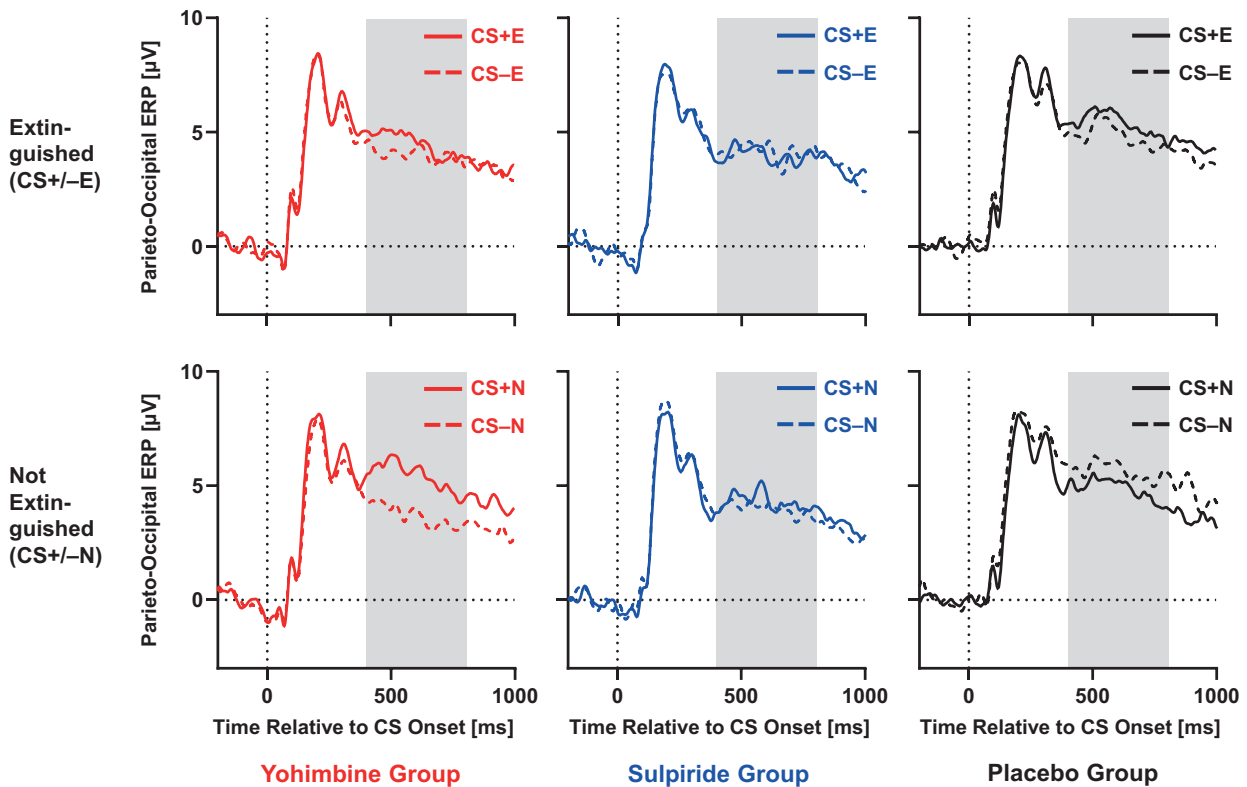 10
5
0
Parieto-Occipital ERP [µV]
Extin-
guished
(CS+/–E)
CS+E
CS–E
CS+E
CS–E
CS+E
CS–E
10
5
0
Parieto-Occipital ERP [µV]
Not
Extin-
guished
(CS+/–N)
CS+N
CS–N
CS+N
CS–N
CS+N
CS–N
0 500 1000
0 500 1000
0 500 1000
Time Relative to CS Onset [ms]
Time Relative to CS Onset [ms]
Time Relative to CS Onset [ms]
Yohimbine Group
Sulpiride Group
Placebo Group